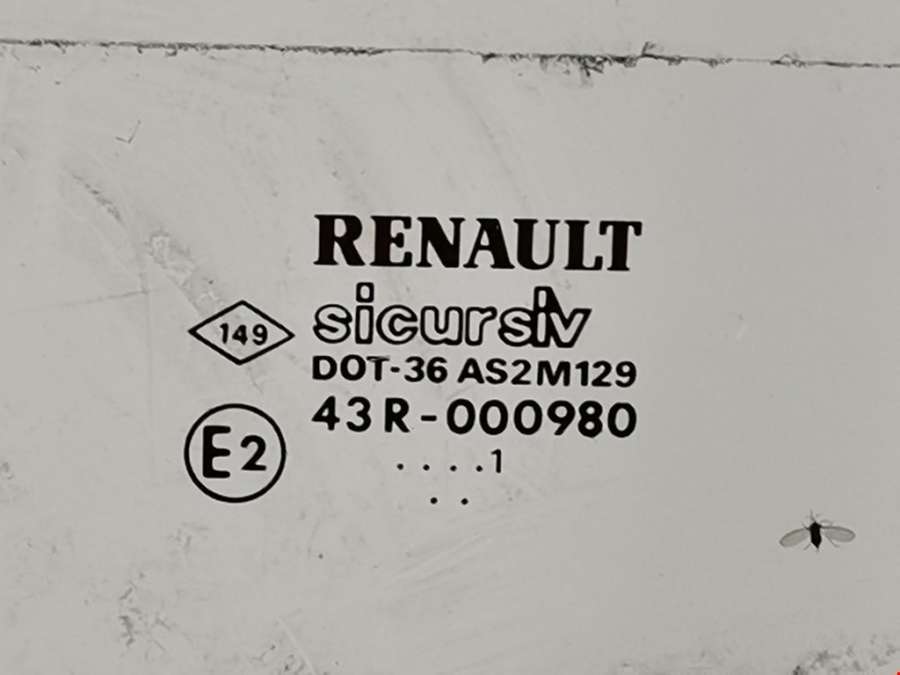 RENAULT
149
sicursiv
DOT-36 AS2M129
43R-000980
E2
....1
..